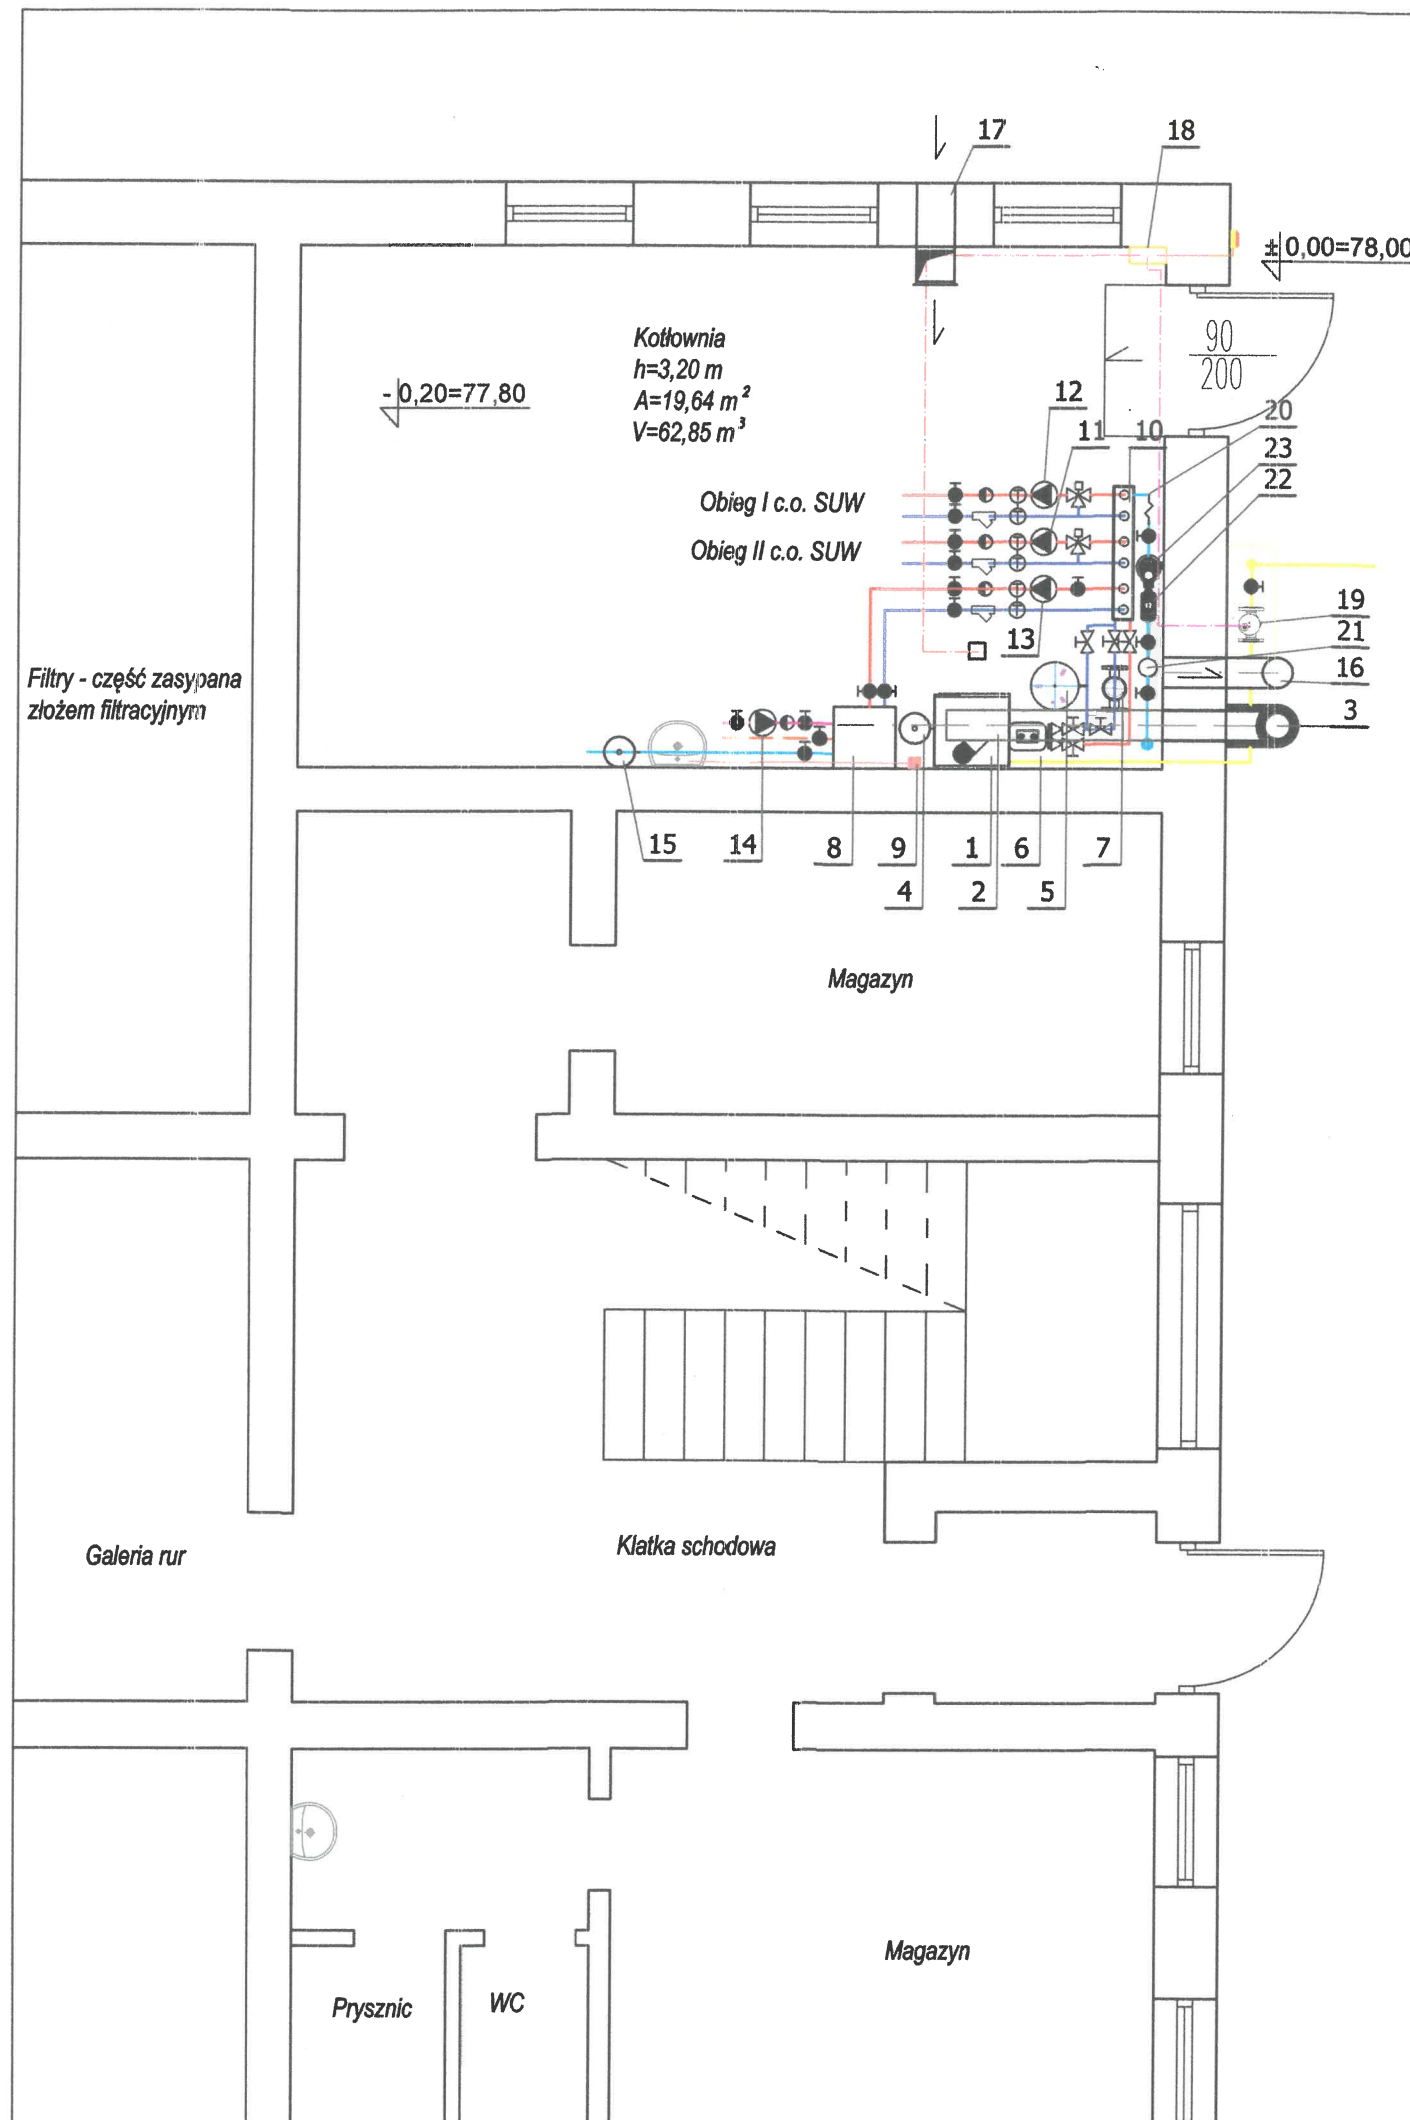 17
18
± 0,00=78,00
Kotłownia
h=3,20 m
A=19,64 m²
V=62,85 m³
- 0,20=77,80
90
200
12
11
10
20
23
22
Obieg I c.o. SUW
Obieg II c.o. SUW
19
13
21
16
3
Filtry - część zasypana
złożem filtracyjnym
15
14
8
9
1
6
7
4
2
5
Magazyn
Galeria rur
Klatka schodowa
Magazyn
Prysznic
WC